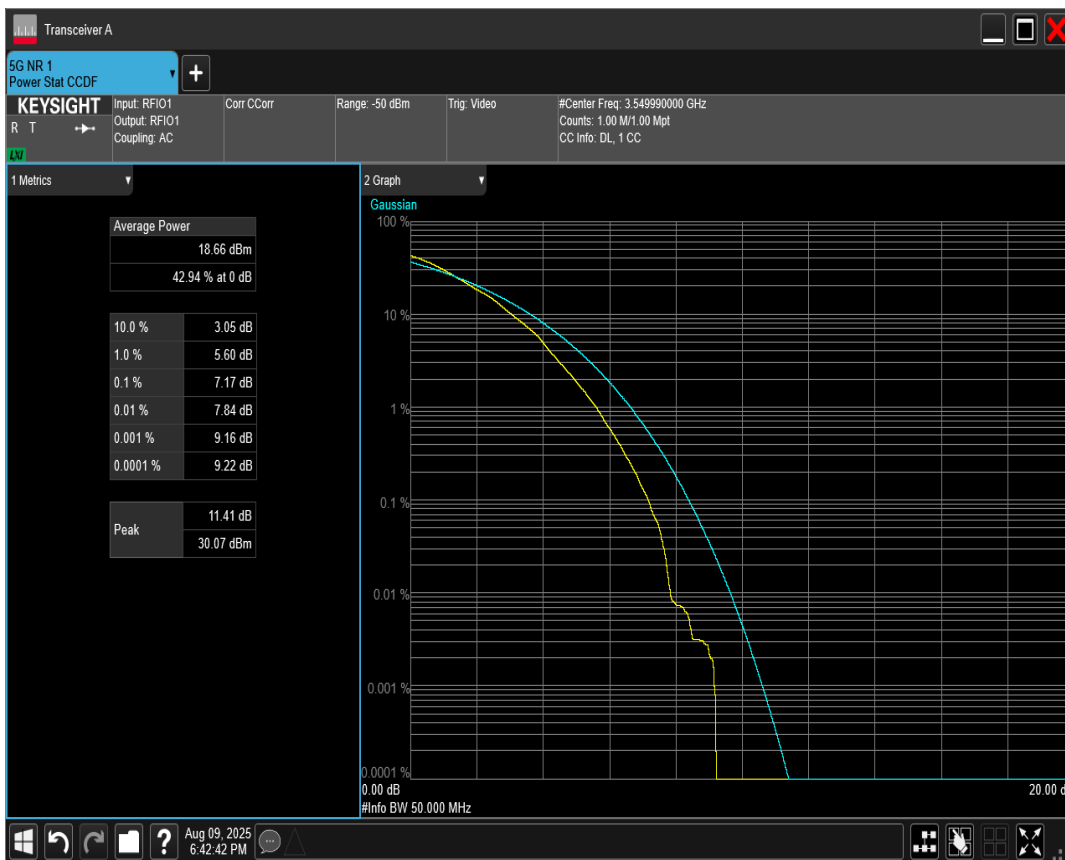 Transceiver A
5G NR 1
Power Stat CCDF
KEYSIGHT
R T
LXI
Input: RFIO1
Output: RFIO1
Coupling: AC
Corr CCorr
Range: -50 dBm
Trig: Video
#Center Freq: 3.549990000 GHz
Counts: 1.00 M/1.00 Mpt
CC Info: DL, 1 CC
1 Metrics
Average Power
18.66 dBm
42.94 % at 0 dB
10.0 % 3.05 dB
1.0 % 5.60 dB
0.1 % 7.17 dB
0.01 % 7.84 dB
0.001 % 9.16 dB
0.0001 % 9.22 dB
Peak 11.41 dB
30.07 dBm
2 Graph
Gaussian
100 %
10 %
1 %
0.1 %
0.01 %
0.001 %
0.0001 %
0.00 dB 20.00 d
#Info BW 50.000 MHz
? Aug 09, 2025
6:42:42 PM